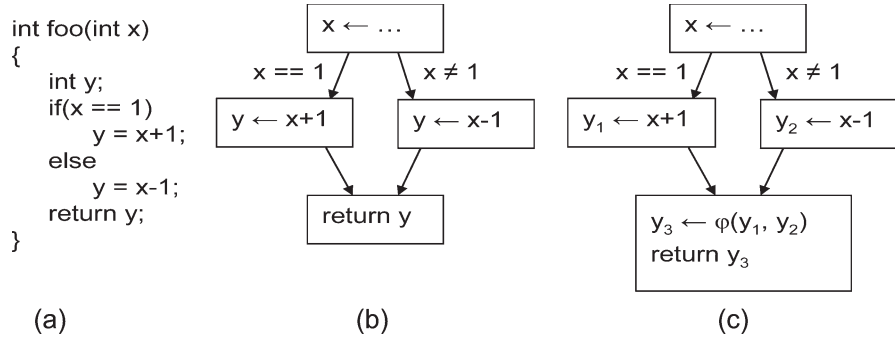 int foo(int x)
{
int y;
if(x == 1)
y = x+1;
else
y = x-1;
return y;
}
(a)
x ← ...
x == 1
x ≠ 1
y ← x+1
y ← x-1
return y
(b)
x ← ...
x == 1
x ≠ 1
y₁ ← x+1
y₂ ← x-1
y₃ ← φ(y₁, y₂)
return y₃
(c)